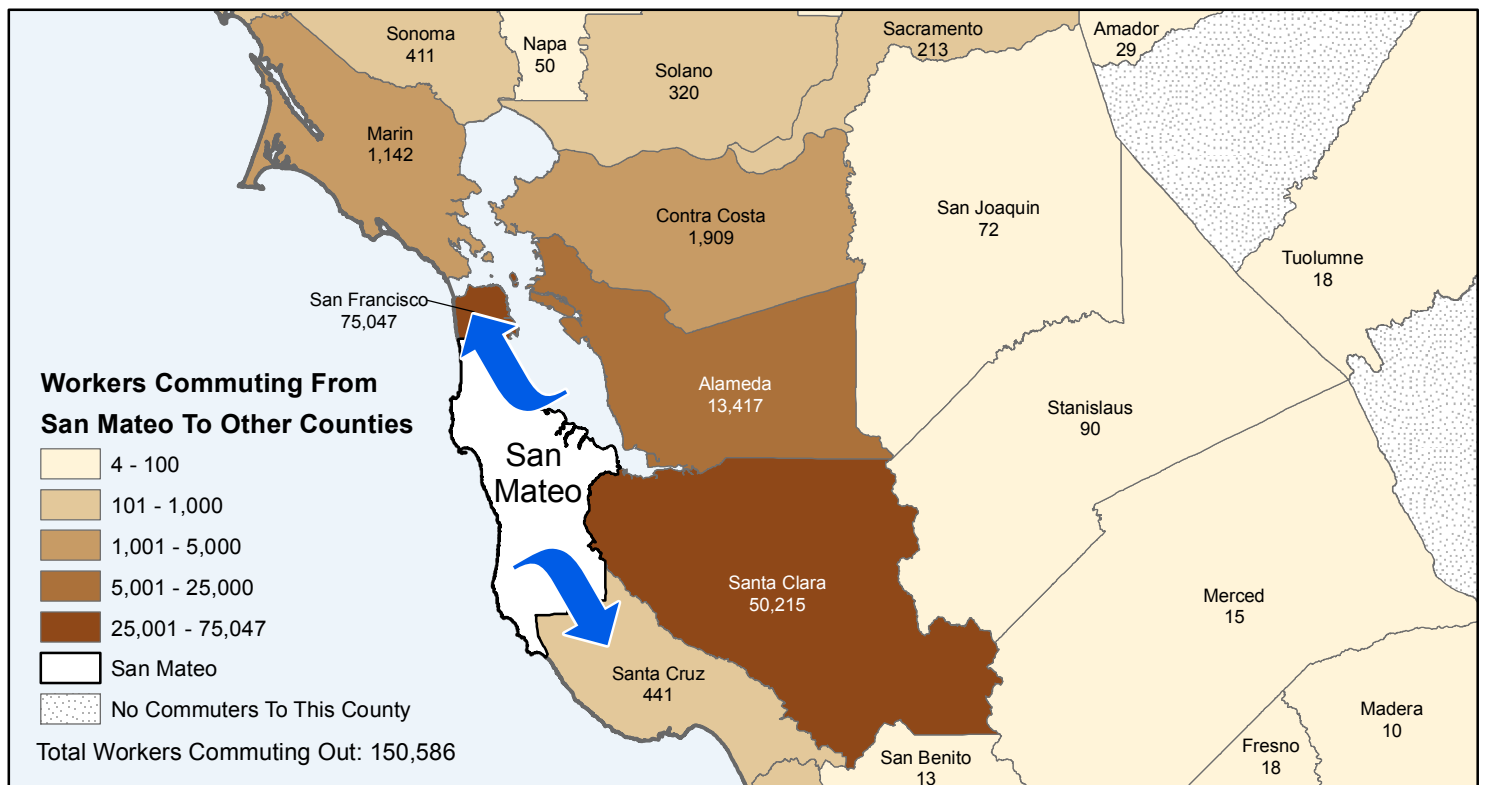 Sonoma
411
Napa
50
Solano
320
Sacramento
213
Amador
29
Marin
1,142
Contra Costa
1,909
San Joaquin
72
Tuolumne
18
San Francisco
75,047
Alameda
13,417
Stanislaus
90
San
Mateo
Santa Clara
50,215
Merced
15
Santa Cruz
441
San Benito
13
Fresno
18
Madera
10
Workers Commuting From
San Mateo To Other Counties
4 - 100
101 - 1,000
1,001 - 5,000
5,001 - 25,000
25,001 - 75,047
San Mateo
No Commuters To This County
Total Workers Commuting Out: 150,586